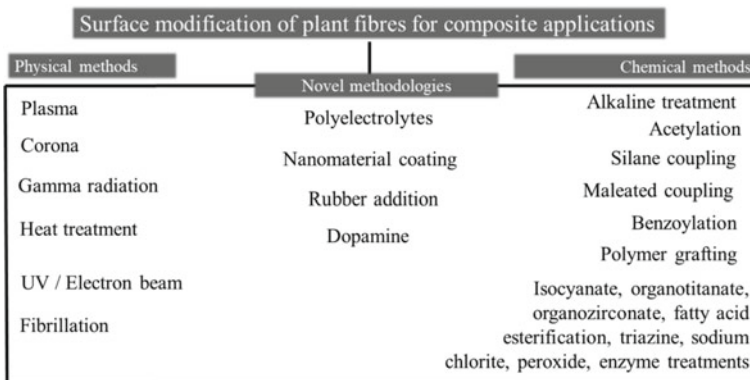 Surface modification of plant fibres for composite applications
Physical methods
Plasma
Corona
Gamma radiation
Heat treatment
UV / Electron beam
Fibrillation
Novel methodologies
Polyelectrolytes
Nanomaterial coating
Rubber addition
Dopamine
Chemical methods
Alkaline treatment
Acetylation
Silane coupling
Maleated coupling
Benzoylation
Polymer grafting
Isocyanate, organotitanate,
organozirconate, fatty acid
esterification, triazine, sodium
chlorite, peroxide, enzyme treatments